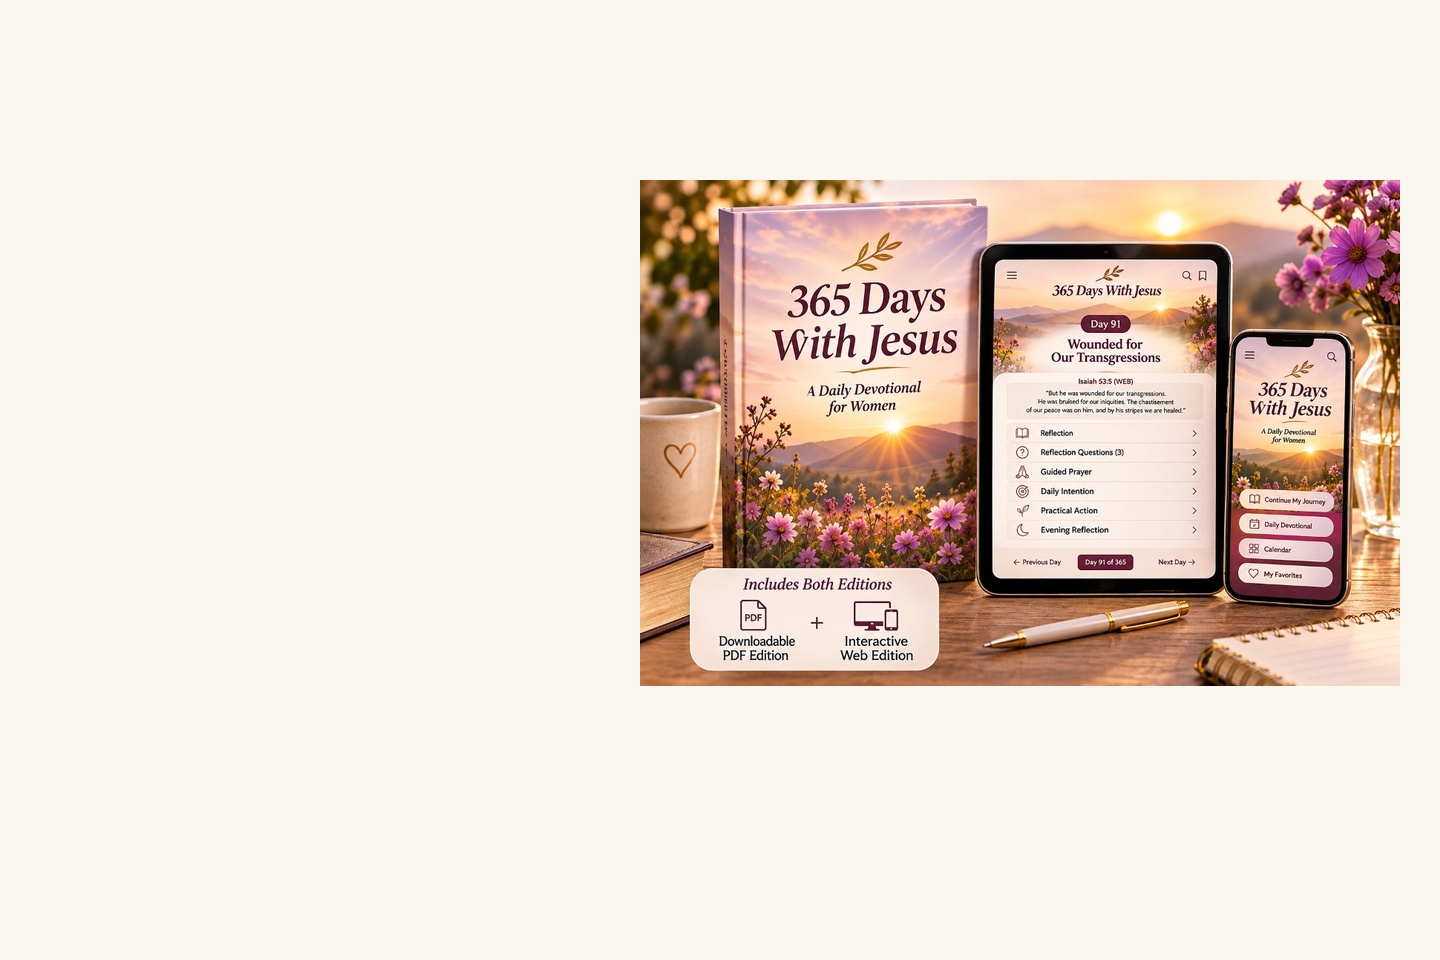 365 Days
With Jesus
A Daily Devotional
for Women
365 Days With Jesus
Day 91
Wounded for
Our Transgressions
Isaiah 53:5 (WEB)
"But he was wounded for our transgressions.
He was bruised for our iniquities. The chastisement
of our peace was on him, and by his stripes we are healed."
Reflection
Reflection Questions (3)
Guided Prayer
Daily Intention
Practical Action
Evening Reflection
← Previous Day
Day 91 of 365
Next Day →
365 Days
With Jesus
A Daily Devotional
for Women
Continue My Journey
Daily Devotional
Calendar
My Favorites
Includes Both Editions
PDF
+
Downloadable
PDF Edition
Interactive
Web Edition